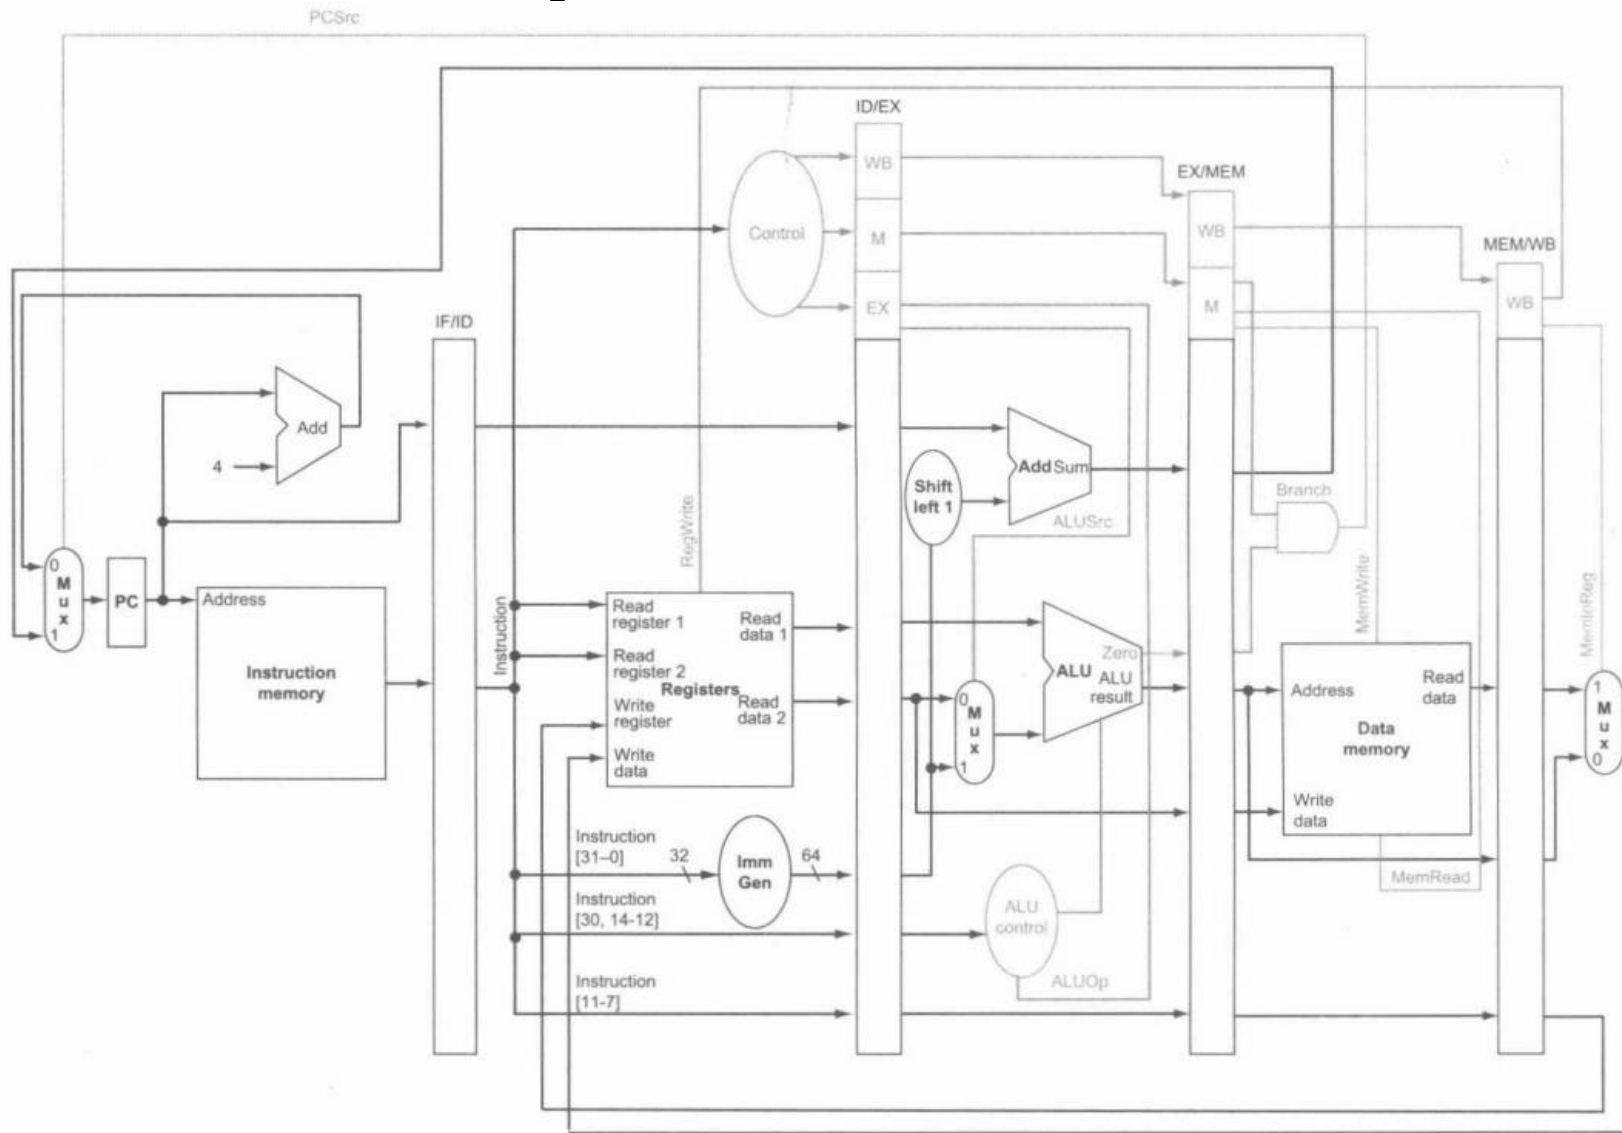 PCSrc
ID/EX
WB
EX/MEM
Control
M
WB
MEM/WB
EX
M
WB
IF/ID
Add
4
Shift
left 1
Add Sum
ALUSrc
Branch
RegWrite
MemWrite
MemtoReg
0
M
u
x
1
PC
Address
Instruction
memory
Instruction
Read
register 1
Read
data 1
Read
register 2
Registers
Write
register
Read
data 2
Write
data
Zero
ALU
ALU
result
0
M
u
x
1
Address
Read
data
Data
memory
Write
data
MemRead
1
M
u
x
0
Instruction
[31–0]
32
Imm
Gen
64
Instruction
[30, 14-12]
ALU
control
Instruction
[11-7]
ALUOp